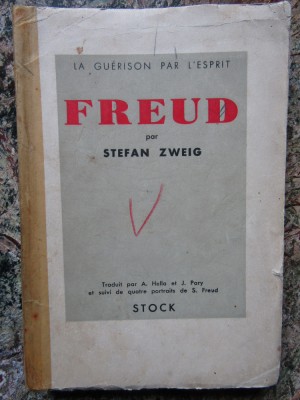 LA GUÉRISON PAR L'ESPRIT
FREUD
par
STEFAN ZWEIG
Traduit par A. Hella et J. Pary
et suivi de quatre portraits de S. Freud
STOCK